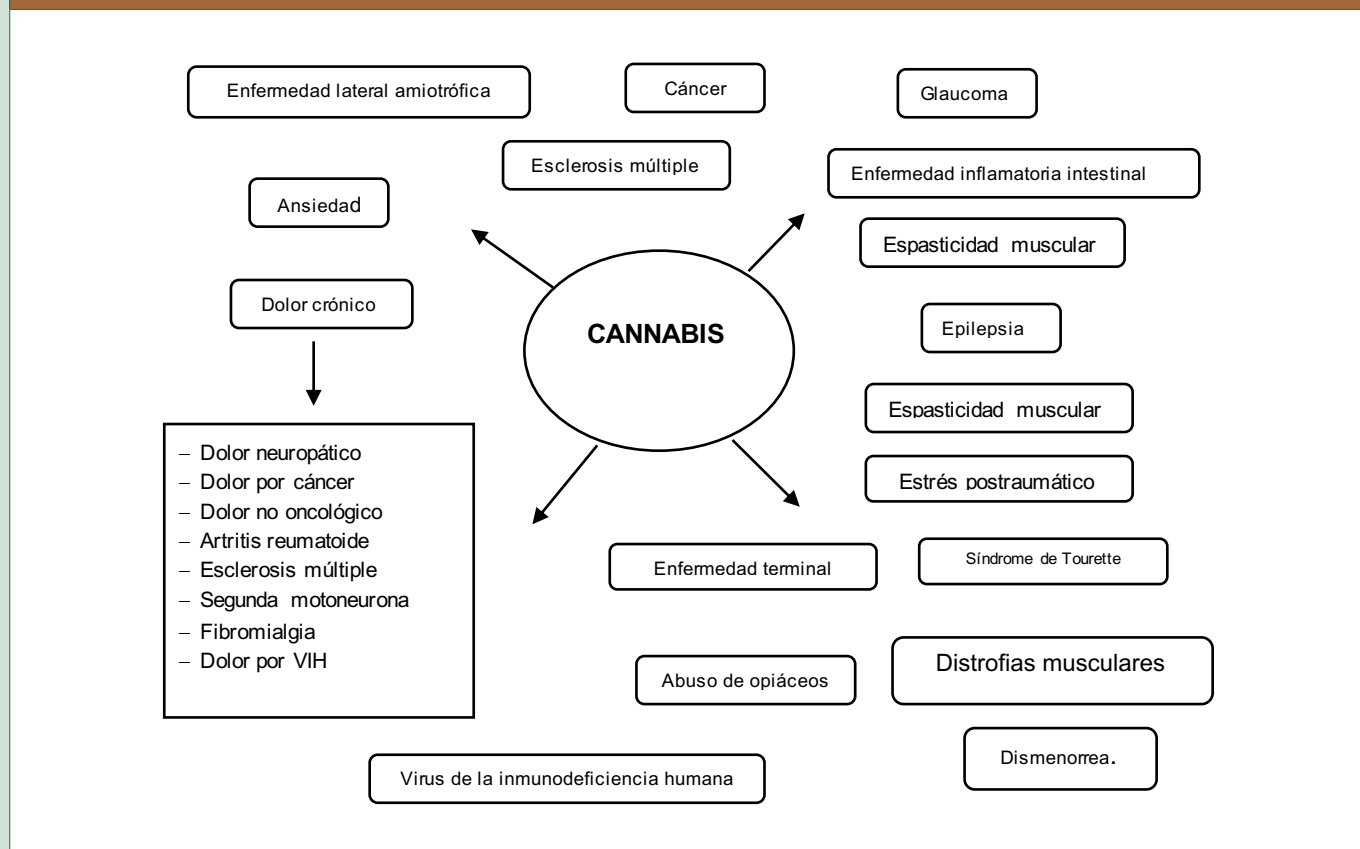 Enfermedad lateral amiotrófica
Cáncer
Glaucoma
Esclerosis múltiple
Enfermedad inflamatoria intestinal
Ansiedad
Espasticidad muscular
Dolor crónico
CANNABIS
Epilepsia
Espasticidad muscular
Estrés postraumático
– Dolor neuropático
– Dolor por cáncer
– Dolor no oncológico
– Artritis reumatoide
– Esclerosis múltiple
– Segunda motoneurona
– Fibromialgia
– Dolor por VIH
Enfermedad terminal
Síndrome de Tourette
Abuso de opiáceos
Distrofias musculares
Dismenorrea.
Virus de la inmunodeficiencia humana